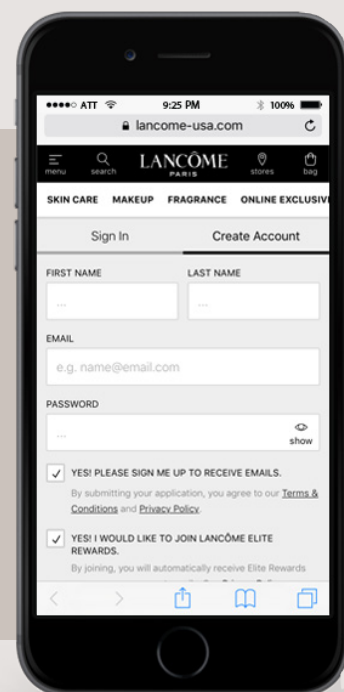 ATT 9:25 PM 100%
lancome-usa.com
menu search LANCÔME PARIS stores bag
SKIN CARE MAKEUP FRAGRANCE ONLINE EXCLUSIV
Sign In Create Account
FIRST NAME LAST NAME
... ...
EMAIL
e.g. name@email.com
PASSWORD
... show
YES! PLEASE SIGN ME UP TO RECEIVE EMAILS.
By submitting your application, you agree to our Terms &
Conditions and Privacy Policy.
YES! I WOULD LIKE TO JOIN LANCÔME ELITE
REWARDS.
By joining, you will automatically receive Elite Rewards